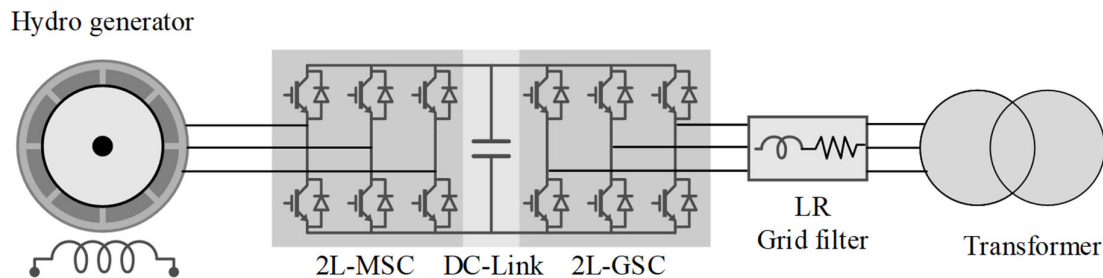 Hydro generator
2L-MSC
DC-Link
2L-GSC
LR
Grid filter
Transformer